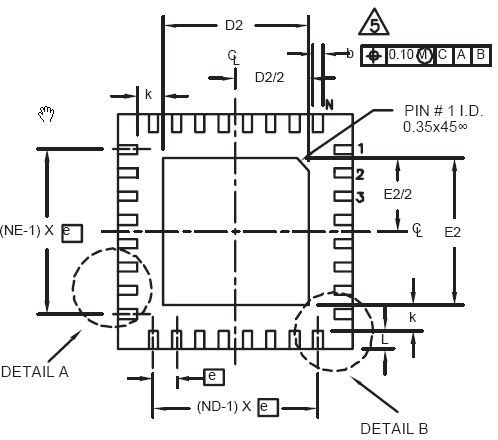 D2
5
C
L
b
⌖ 0.10 Ⓜ C A B
D2/2
k
N
PIN # 1 I.D.
0.35x45∞
1
2
3
E2/2
(NE-1) X e
C
L
E2
k
L
DETAIL A
e
(ND-1) X e
DETAIL B